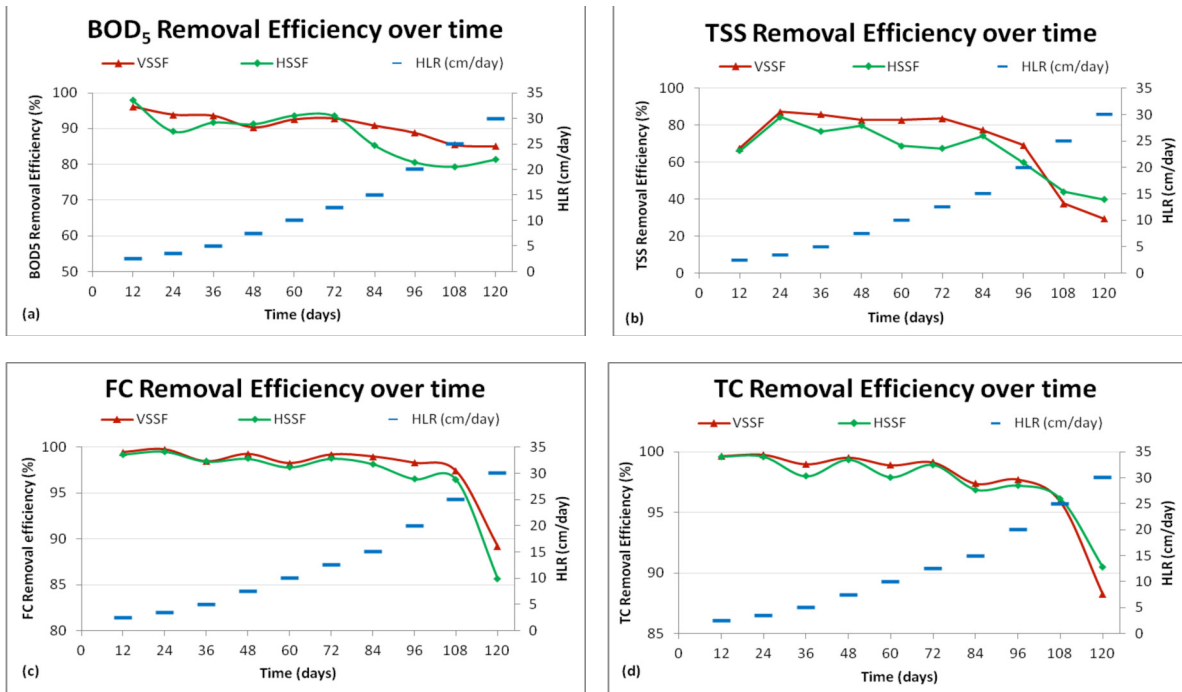 BOD5 Removal Efficiency over time
VSSF HSSF HLR (cm/day)
BOD5 Removal Efficiency (%)
100
90
80
70
60
50
35
30
25
20
15
10
5
0
HLR (cm/day)
0 12 24 36 48 60 72 84 96 108 120
(a)
Time (days)
TSS Removal Efficiency over time
VSSF HSSF HLR (cm/day)
TSS Removal Efficiency (%)
100
80
60
40
20
0
35
30
25
20
15
10
5
0
HLR (cm/day)
0 12 24 36 48 60 72 84 96 108 120
(b)
Time (days)
FC Removal Efficiency over time
VSSF HSSF HLR (cm/day)
FC Removal efficiency (%)
100
95
90
85
80
35
30
25
20
15
10
5
0
HLR (cm/day)
0 12 24 36 48 60 72 84 96 108 120
(c)
Time (days)
TC Removal Efficiency over time
VSSF HSSF HLR (cm/day)
TC Removal Efficiency (%)
100
95
90
85
35
30
25
20
15
10
5
0
HLR (cm/day)
0 12 24 36 48 60 72 84 96 108 120
(d)
Time (days)